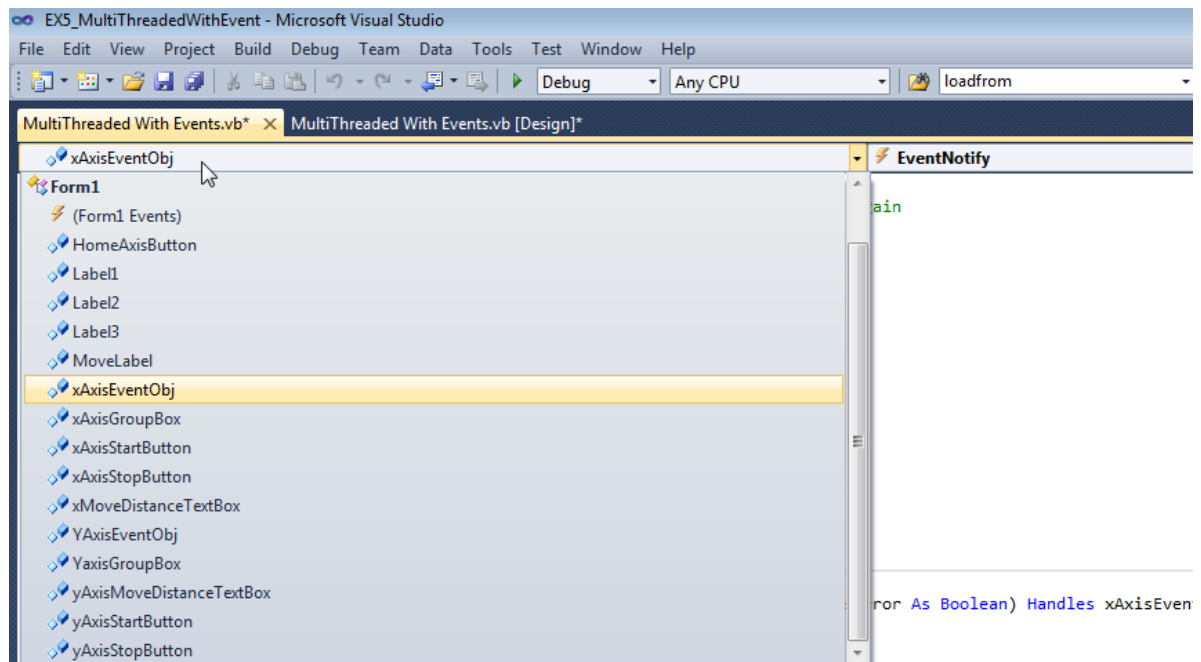 EX5_MultiThreadedWithEvent - Microsoft Visual Studio
File Edit View Project Build Debug Team Data Tools Test Window Help
Debug Any CPU loadfrom
MultiThreaded With Events.vb* MultiThreaded With Events.vb [Design]*
xAxisEventObj EventNotify
Form1
(Form1 Events)
HomeAxisButton
Label1
Label2
Label3
MoveLabel
xAxisEventObj
xAxisGroupBox
xAxisStartButton
xAxisStopButton
xMoveDistanceTextBox
YAxisEventObj
YaxisGroupBox
yAxisMoveDistanceTextBox
yAxisStartButton
yAxisStopButton
ain
ror As Boolean) Handles xAxisEven